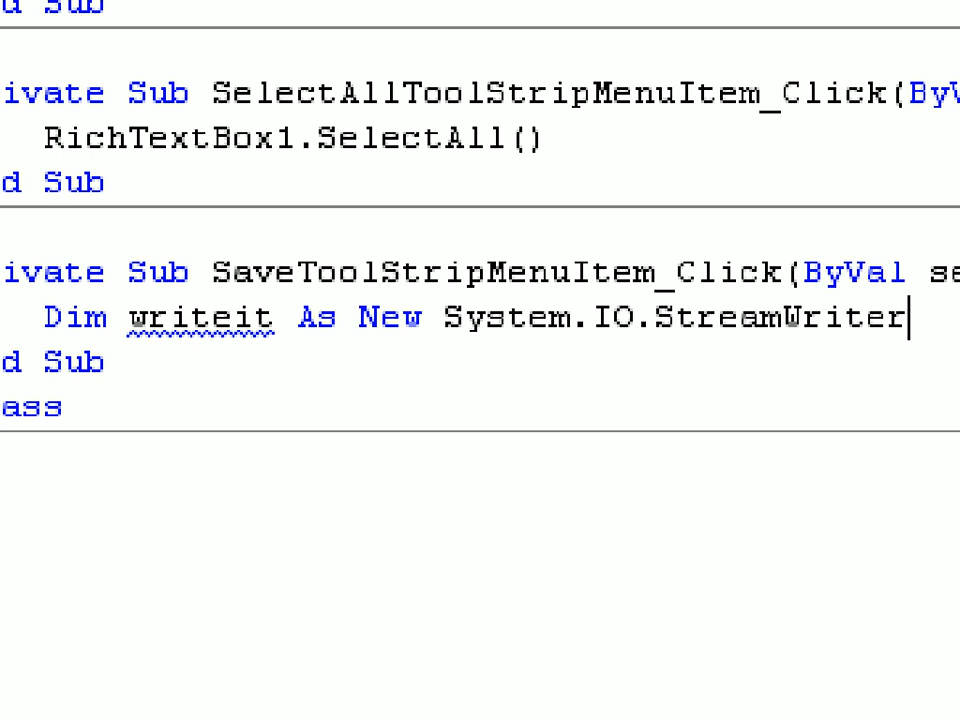 d Sub
ivate Sub SelectAllToolStripMenuItem_Click(ByV
RichTextBox1.SelectAll()
d Sub
ivate Sub SaveToolStripMenuItem_Click(ByVal se
Dim writeit As New System.IO.StreamWriter
d Sub
ass